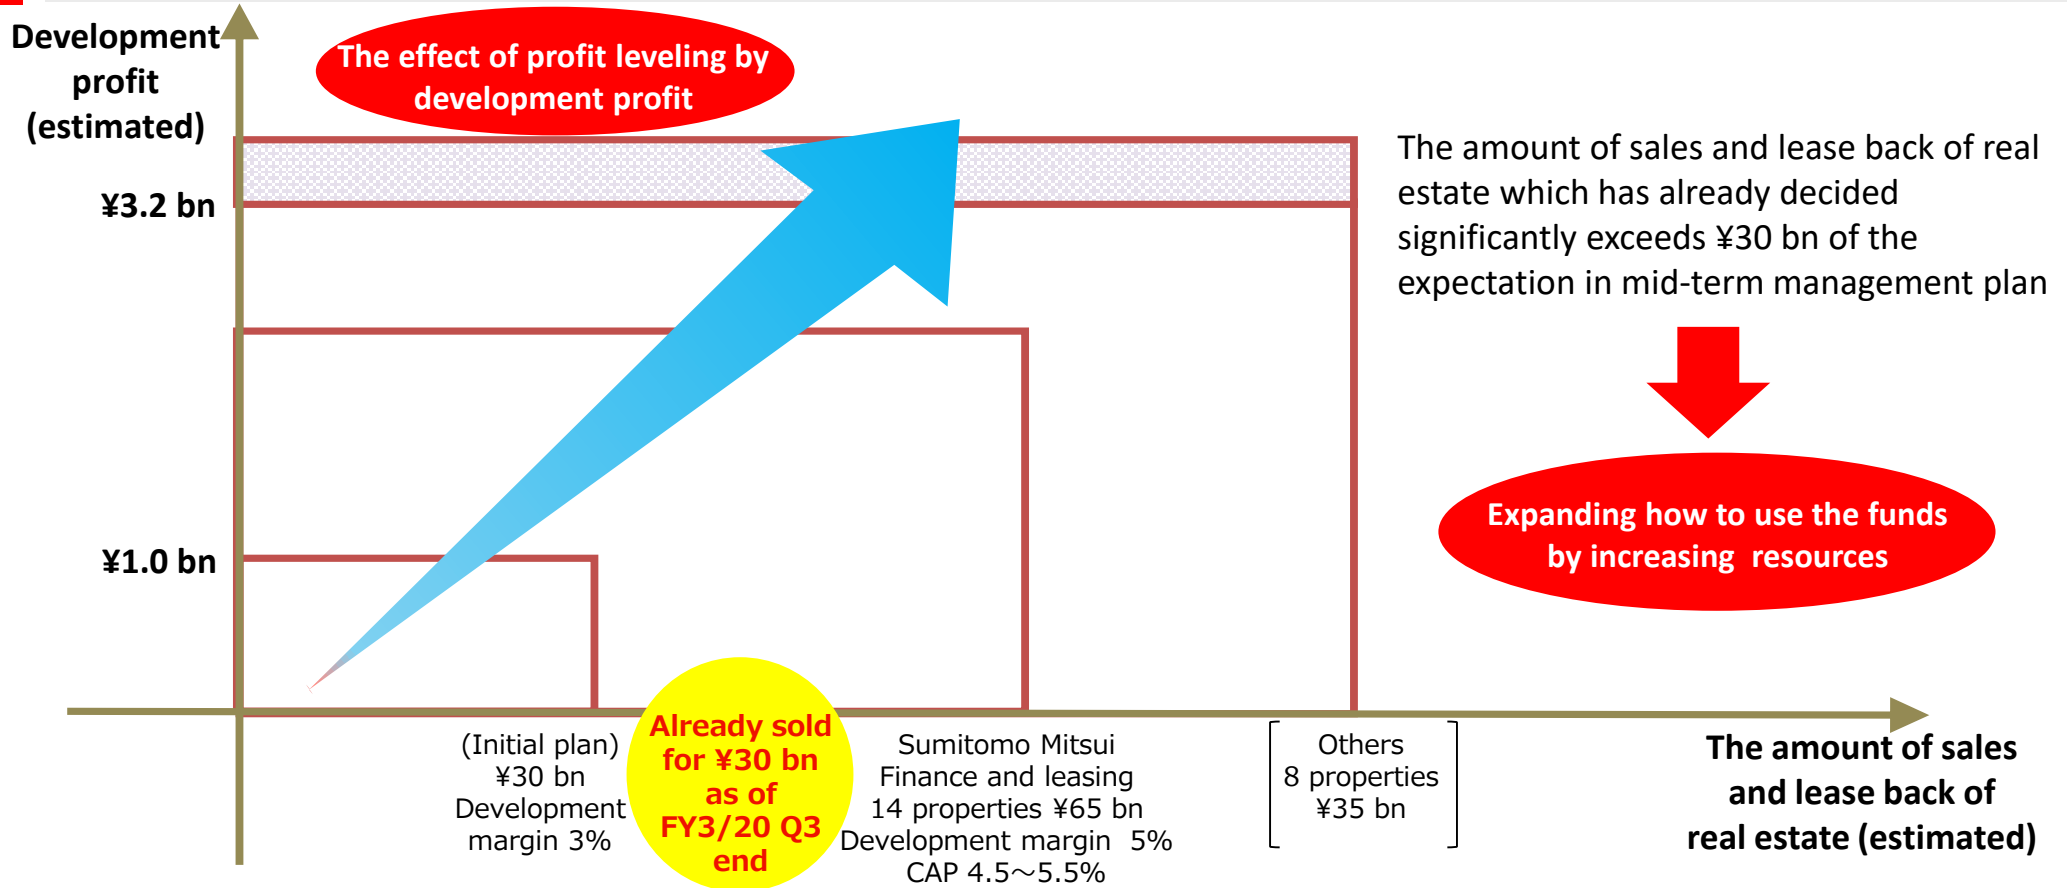 Development
profit
(estimated)
The effect of profit leveling by
development profit
¥3.2 bn
¥1.0 bn
The amount of sales and lease back of real
estate which has already decided
significantly exceeds ¥30 bn of the
expectation in mid-term management plan
Expanding how to use the funds
by increasing  resources
(Initial plan)
¥30 bn
Development
margin 3%
Already sold
for ¥30 bn
as of
FY3/20 Q3
end
Sumitomo Mitsui
Finance and leasing
14 properties ¥65 bn
Development margin  5%
CAP 4.5～5.5%
Others
8 properties
¥35 bn
The amount of sales
and lease back of
real estate (estimated)